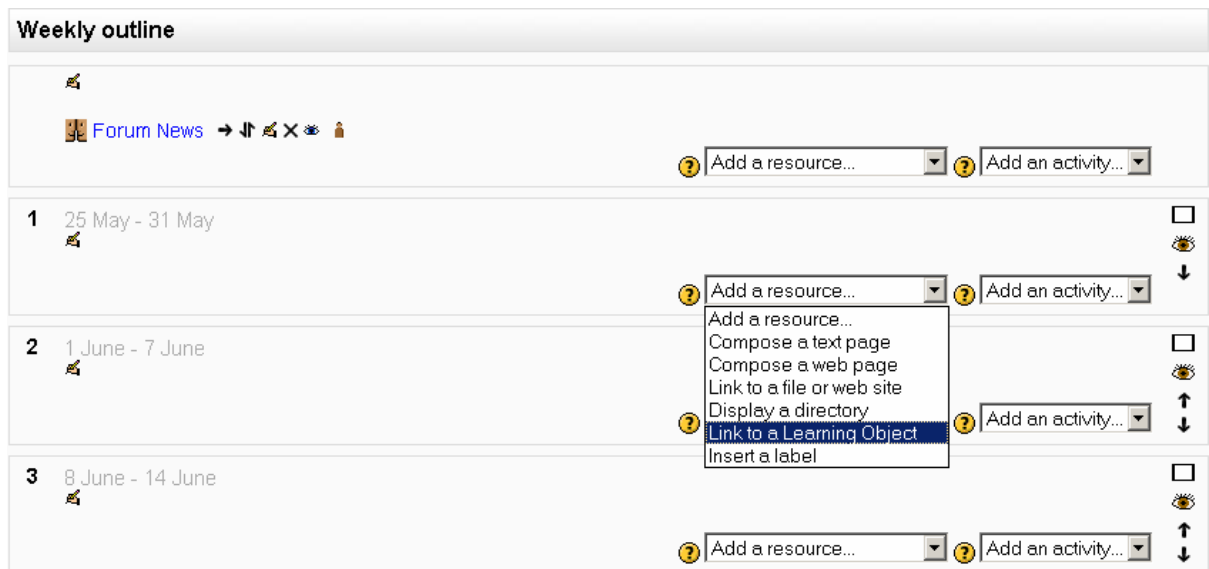 Weekly outline
Forum News
? Add a resource... ? Add an activity...
1 25 May - 31 May
? Add a resource... ? Add an activity...
Add a resource...
Compose a text page
Compose a web page
Link to a file or web site
Display a directory
Link to a Learning Object
Insert a label
2 1 June - 7 June
? ? Add an activity...
3 8 June - 14 June
? Add a resource... ? Add an activity...